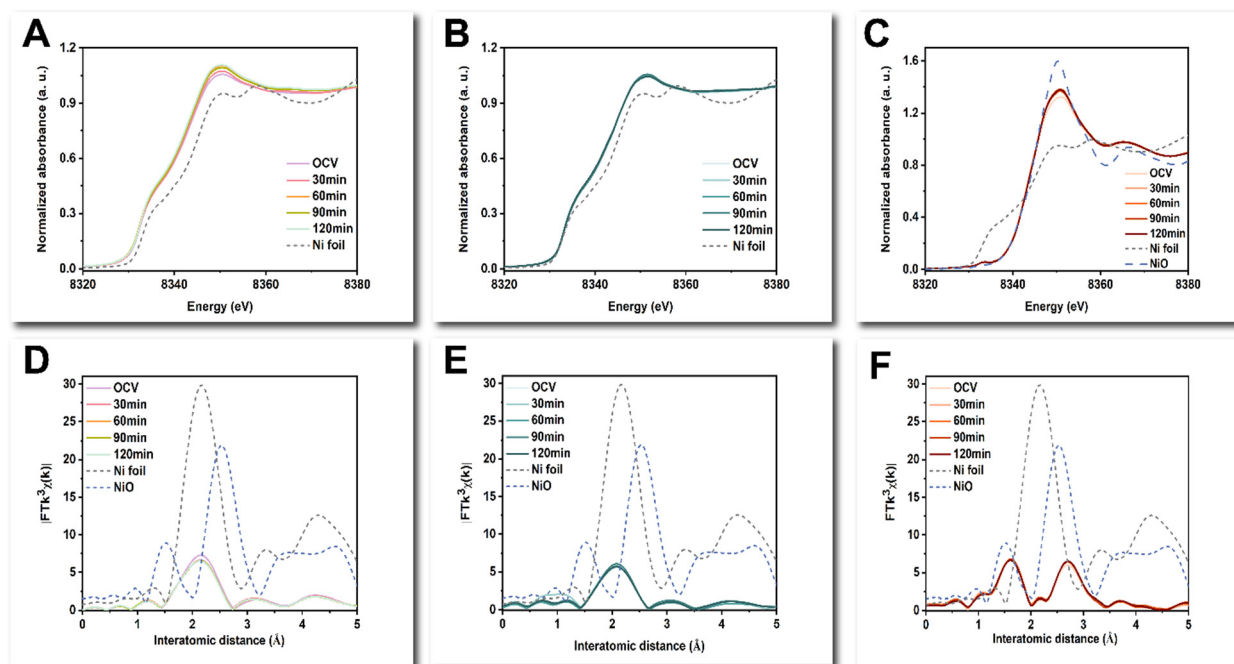 A
Normalized absorbance (a. u.)
1.2
0.9
0.6
0.3
0.0
OCV
30min
60min
90min
120min
Ni foil
8320
8340
8360
8380
Energy (eV)
B
Normalized absorbance (a. u.)
1.2
0.9
0.6
0.3
0.0
OCV
30min
60min
90min
120min
Ni foil
8320
8340
8360
8380
Energy (eV)
C
Normalized absorbance (a. u.)
1.6
1.2
0.8
0.4
0.0
OCV
30min
60min
90min
120min
Ni foil
NiO
8320
8340
8360
8380
Energy (eV)
D
|FTk³χ(k)|
30
25
20
15
10
5
0
OCV
30min
60min
90min
120min
Ni foil
NiO
0
1
2
3
4
5
Interatomic distance (Å)
E
|FTk³χ(k)|
30
25
20
15
10
5
0
OCV
30min
60min
90min
120min
Ni foil
NiO
0
1
2
3
4
5
Interatomic distance (Å)
F
FTk³χ(k)|
30
25
20
15
10
5
0
OCV
30min
60min
90min
120min
Ni foil
NiO
0
1
2
3
4
5
Interatomic distance (Å)